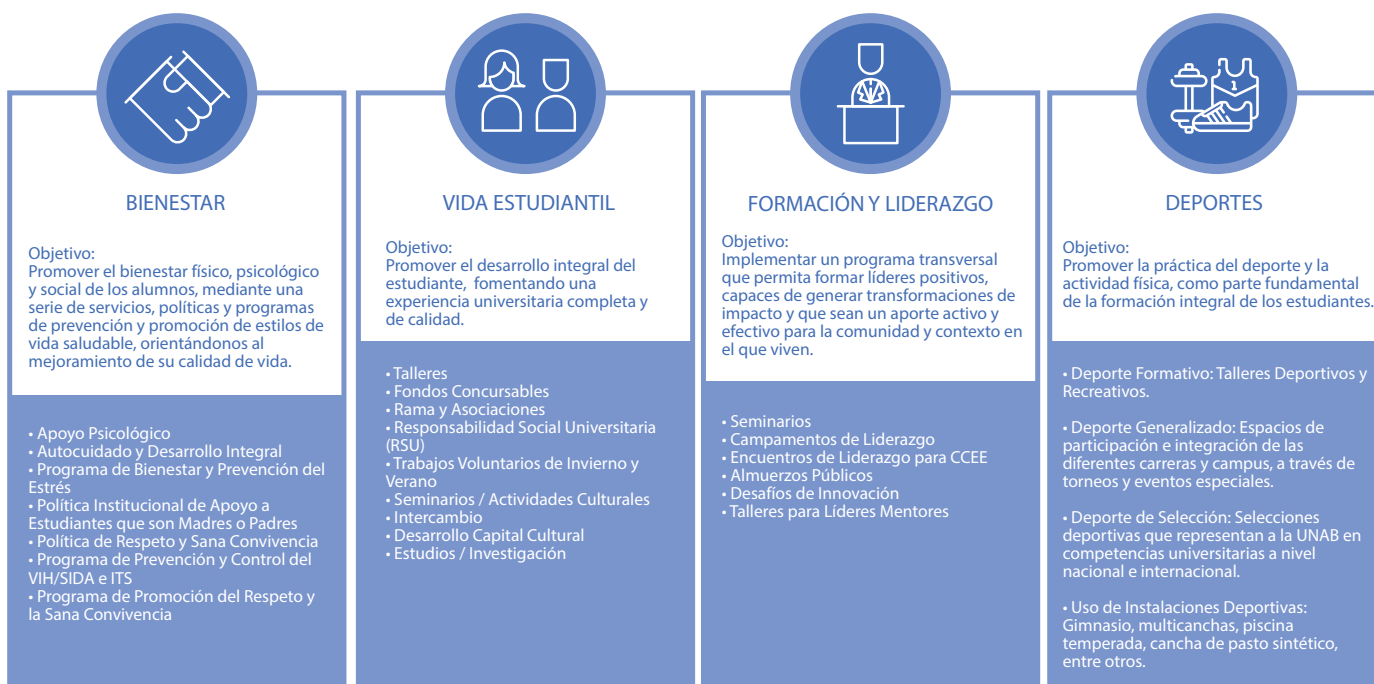 BIENESTAR
Objetivo:
Promover el bienestar físico, psicológico
y social de los alumnos, mediante una
serie de servicios, políticas y programas
de prevención y promoción de estilos de
vida saludable, orientándonos al
mejoramiento de su calidad de vida.
• Apoyo Psicológico
• Autocuidado y Desarrollo Integral
• Programa de Bienestar y Prevención del
Estrés
• Política Institucional de Apoyo a
Estudiantes que son Madres o Padres
• Política de Respeto y Sana Convivencia
• Programa de Prevención y Control del
VIH/SIDA e ITS
• Programa de Promoción del Respeto y
la Sana Convivencia
VIDA ESTUDIANTIL
Objetivo:
Promover el desarrollo integral del
estudiante, fomentando una
experiencia universitaria completa y
de calidad.
• Talleres
• Fondos Concursables
• Rama y Asociaciones
• Responsabilidad Social Universitaria
(RSU)
• Trabajos Voluntarios de Invierno y
Verano
• Seminarios / Actividades Culturales
• Intercambio
• Desarrollo Capital Cultural
• Estudios / Investigación
FORMACIÓN Y LIDERAZGO
Objetivo:
Implementar un programa transversal
que permita formar líderes positivos,
capaces de generar transformaciones de
impacto y que sean un aporte activo y
efectivo para la comunidad y contexto en
el que viven.
• Seminarios
• Campamentos de Liderazgo
• Encuentros de Liderazgo para CCEE
• Almuerzos Públicos
• Desafíos de Innovación
• Talleres para Líderes Mentores
1
DEPORTES
Objetivo:
Promover la práctica del deporte y la
actividad física, como parte fundamental
de la formación integral de los estudiantes.
• Deporte Formativo: Talleres Deportivos y
Recreativos.
• Deporte Generalizado: Espacios de
participación e integración de las
diferentes carreras y campus, a través de
torneos y eventos especiales.
• Deporte de Selección: Selecciones
deportivas que representan a la UNAB en
competencias universitarias a nivel
nacional e internacional.
• Uso de Instalaciones Deportivas:
Gimnasio, multicanchas, piscina
temperada, cancha de pasto sintético,
entre otros.